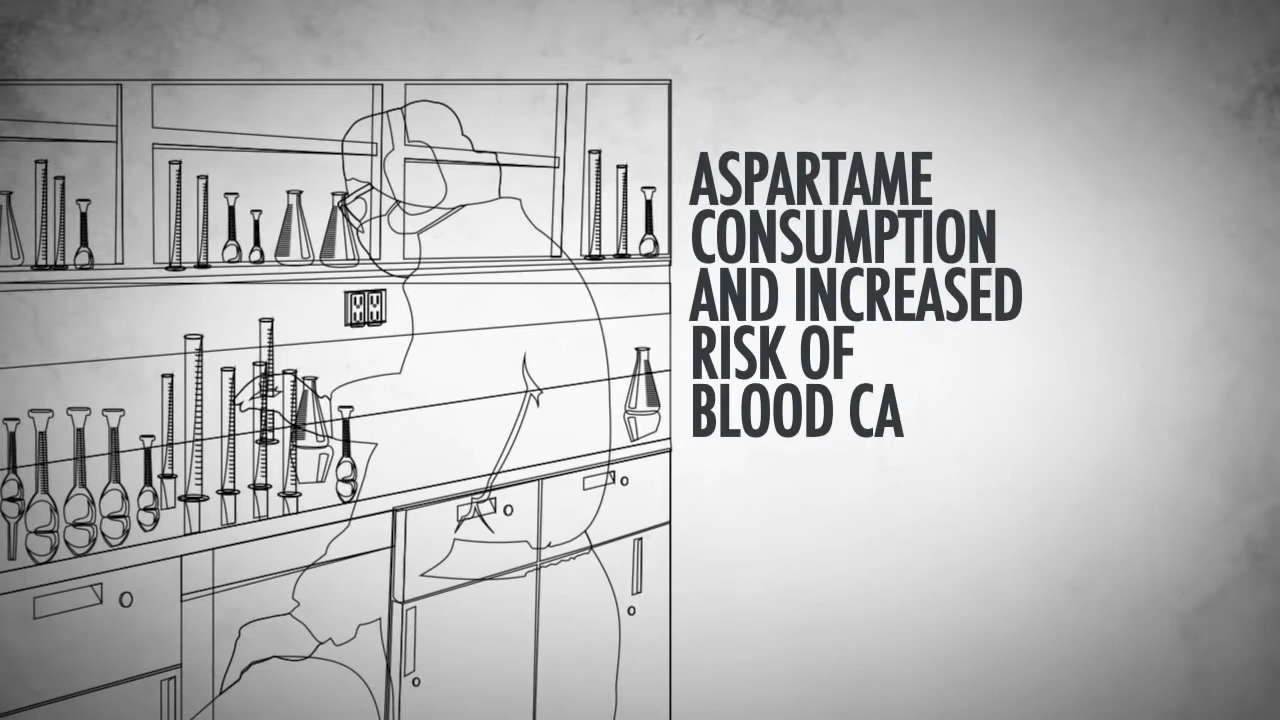 ASPARTAME
CONSUMPTION
AND INCREASED
RISK OF
BLOOD CA